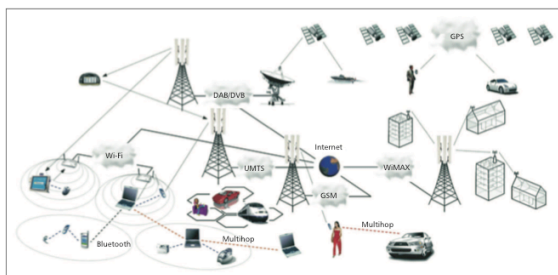 GPS
DAB/DVB
Internet
Wi-Fi
UMTS
WiMAX
GSM
Multihop
Bluetooth
Multihop